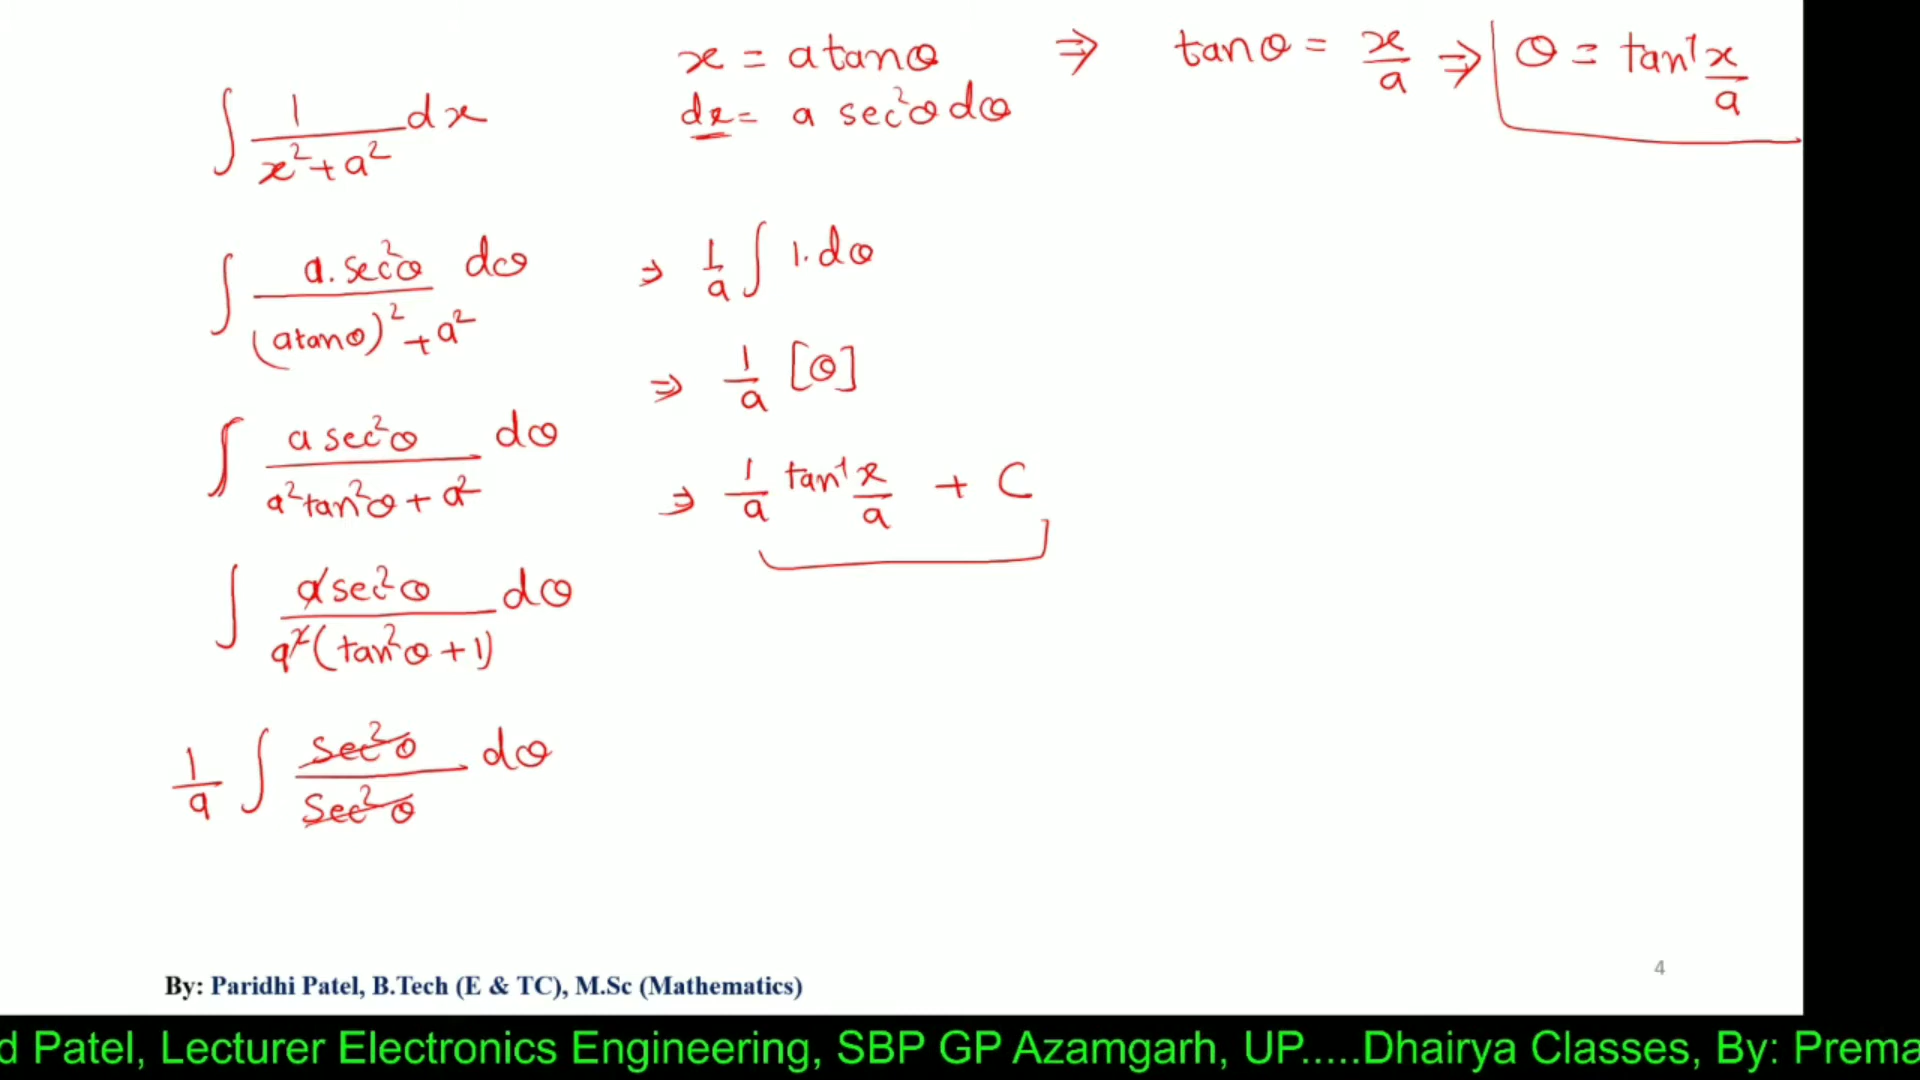 ∫ 1/(x²+a²) dx
x = a tanθ ⇒ tanθ = x/a ⇒ θ = tan⁻¹ x/a
dx = a sec²θ dθ
∫ a.sec²θ/((a tanθ)²+a²) dθ
∫ a sec²θ/(a²tan²θ + a²) dθ
∫ a sec²θ/(a²(tan²θ + 1)) dθ
1/a ∫ sec²θ/sec²θ dθ
⇒ 1/a ∫ 1.dθ
⇒ 1/a [θ]
⇒ 1/a tan⁻¹ x/a + C
4
By: Paridhi Patel, B.Tech (E & TC), M.Sc (Mathematics)
d Patel, Lecturer Electronics Engineering, SBP GP Azamgarh, UP.....Dhairya Classes, By: Prema